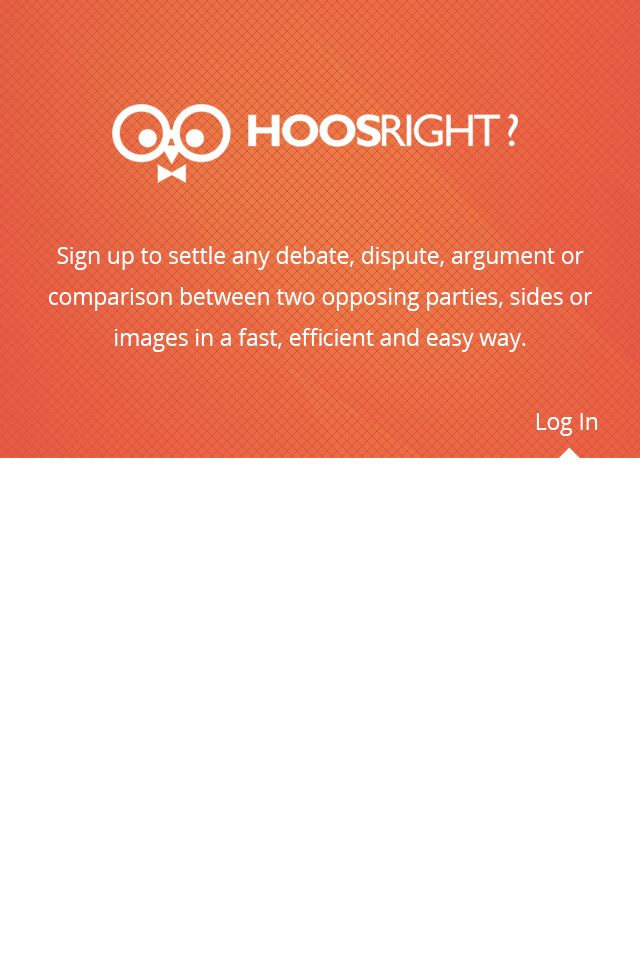 HOOSRIGHT?
Sign up to settle any debate, dispute, argument or
comparison between two opposing parties, sides or
images in a fast, efficient and easy way.
Log In